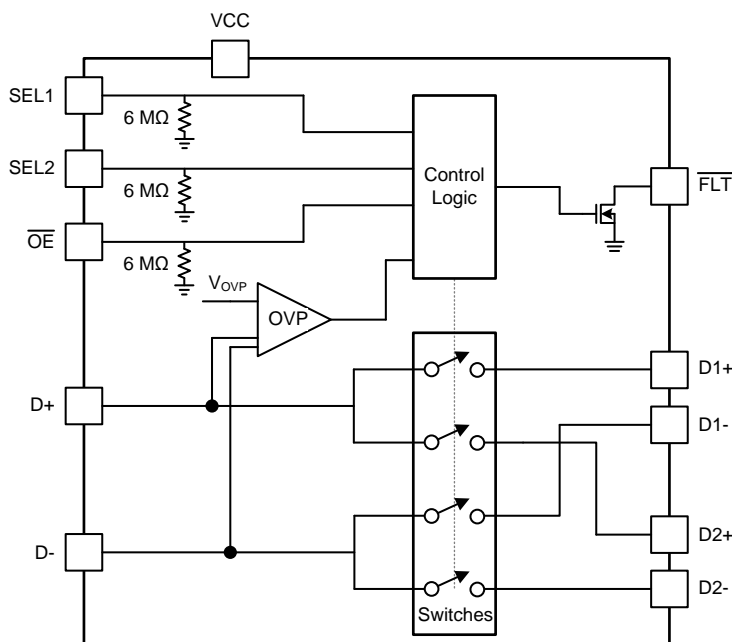 VCC
SEL1
6 MΩ
SEL2
6 MΩ
OE
6 MΩ
Control
Logic
FLT
VOVP
OVP
D+
D1+
D1-
D-
D2+
D2-
Switches